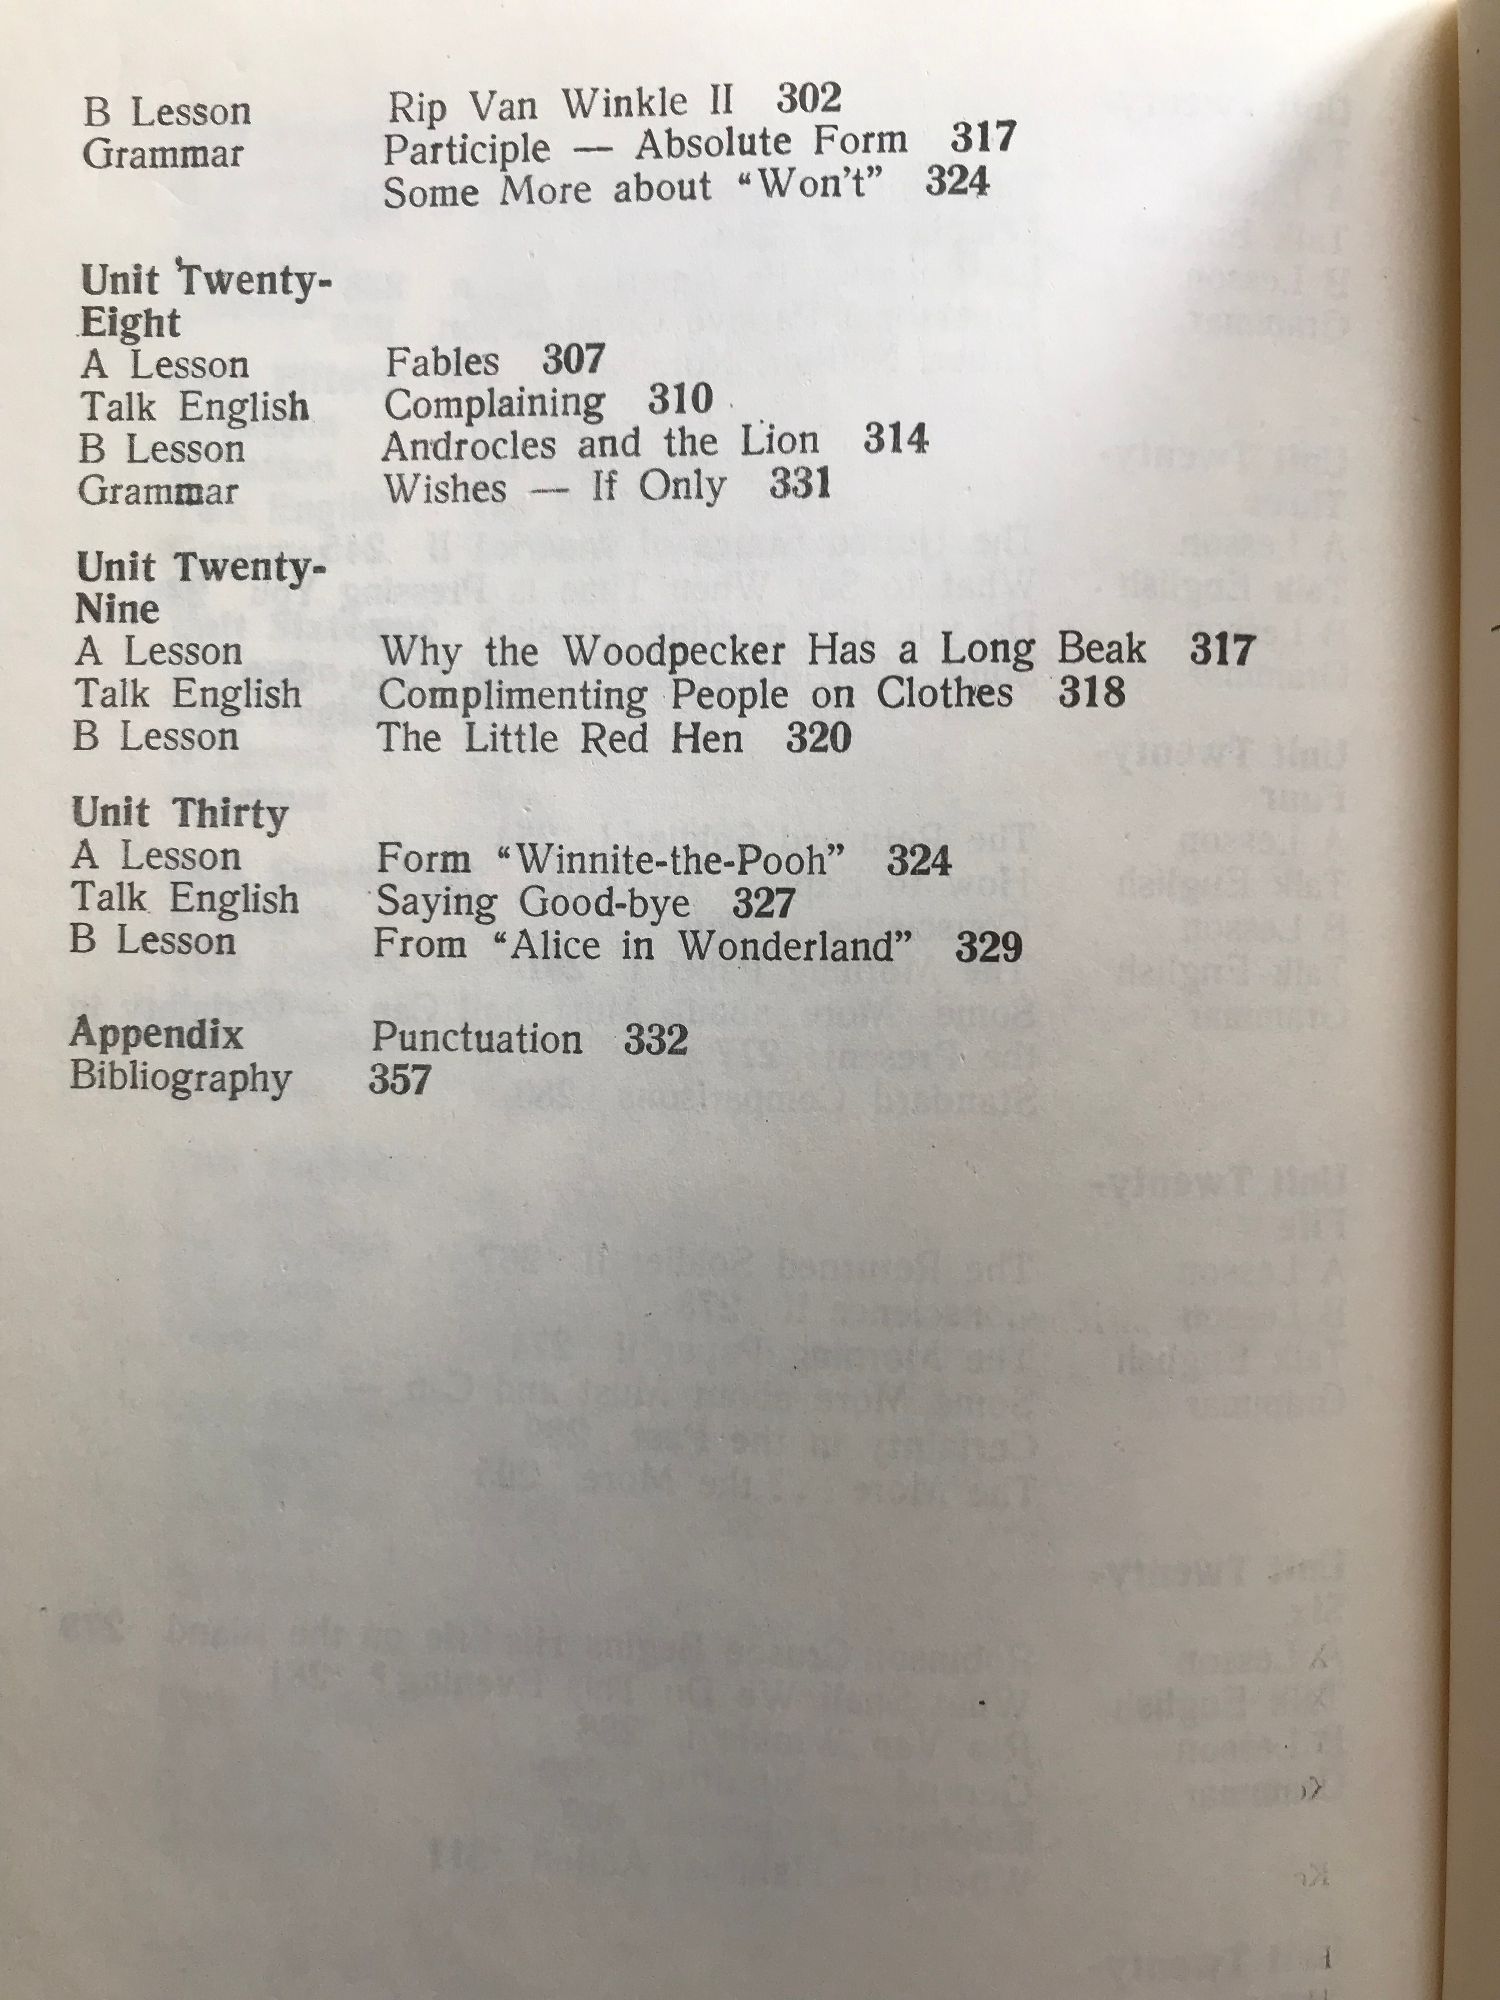 B Lesson Rip Van Winkle II 302
Grammar Participle — Absolute Form 317
Some More about “Won't” 324
Unit Twenty-
Eight
A Lesson Fables 307
Talk English Complaining 310
B Lesson Androcles and the Lion 314
Grammar Wishes — If Only 331
Unit Twenty-
Nine
A Lesson Why the Woodpecker Has a Long Beak 317
Talk English Complimenting People on Clothes 318
B Lesson The Little Red Hen 320
Unit Thirty
A Lesson Form “Winnite-the-Pooh” 324
Talk English Saying Good-bye 327
B Lesson From “Alice in Wonderland” 329
Appendix Punctuation 332
Bibliography 357